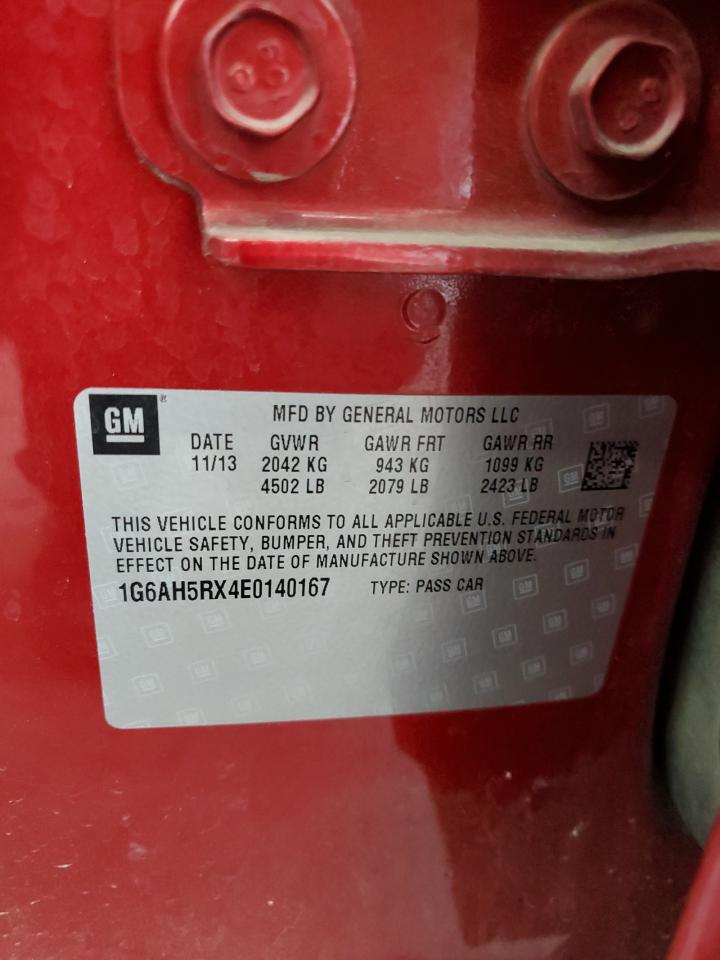 GM ®
MFD BY GENERAL MOTORS LLC
DATE GVWR GAWR FRT GAWR RR
11/13 2042 KG 943 KG 1099 KG
4502 LB 2079 LB 2423 LB
THIS VEHICLE CONFORMS TO ALL APPLICABLE U.S. FEDERAL MOTOR
VEHICLE SAFETY, BUMPER, AND THEFT PREVENTION STANDARDS IN
EFFECT ON THE DATE OF MANUFACTURE SHOWN ABOVE.
1G6AH5RX4E0140167 TYPE: PASS CAR